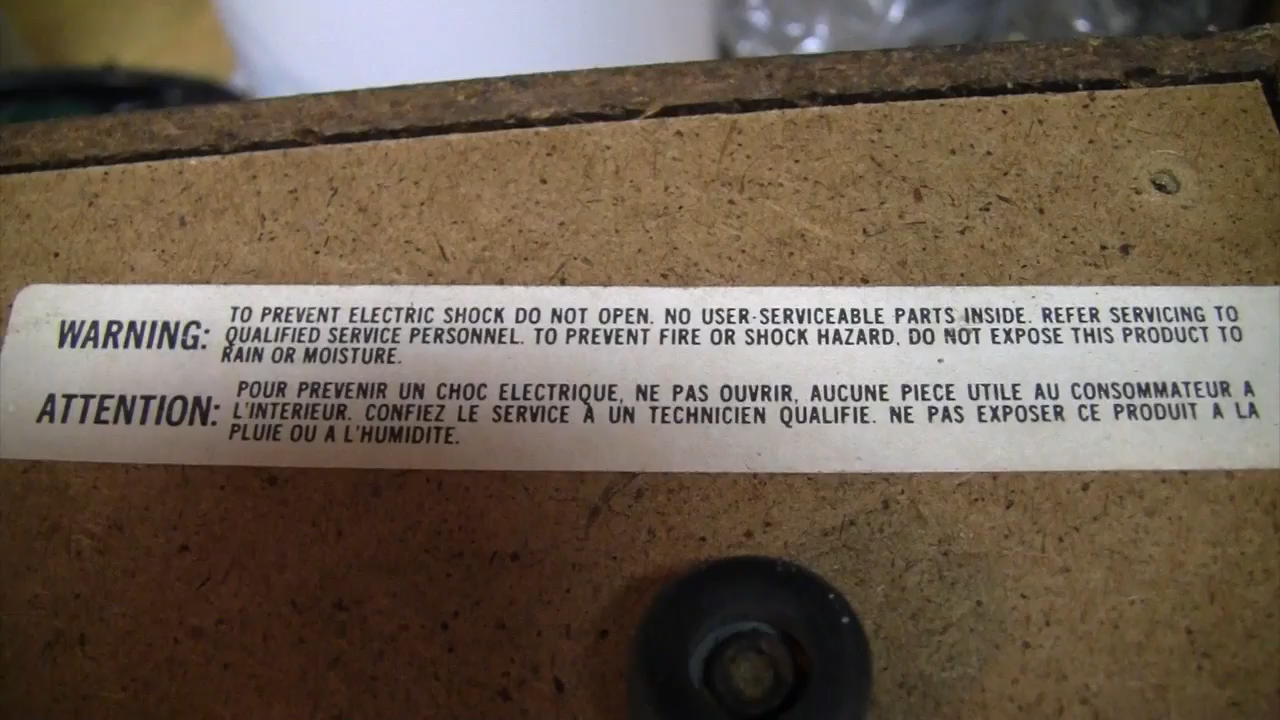 WARNING: TO PREVENT ELECTRIC SHOCK DO NOT OPEN. NO USER-SERVICEABLE PARTS INSIDE. REFER SERVICING TO
QUALIFIED SERVICE PERSONNEL. TO PREVENT FIRE OR SHOCK HAZARD, DO NOT EXPOSE THIS PRODUCT TO
RAIN OR MOISTURE.
ATTENTION: POUR PREVENIR UN CHOC ELECTRIQUE, NE PAS OUVRIR, AUCUNE PIECE UTILE AU CONSOMMATEUR A
L'INTERIEUR. CONFIEZ LE SERVICE À UN TECHNICIEN QUALIFIE. NE PAS EXPOSER CE PRODUIT A LA
PLUIE OU A L'HUMIDITE.